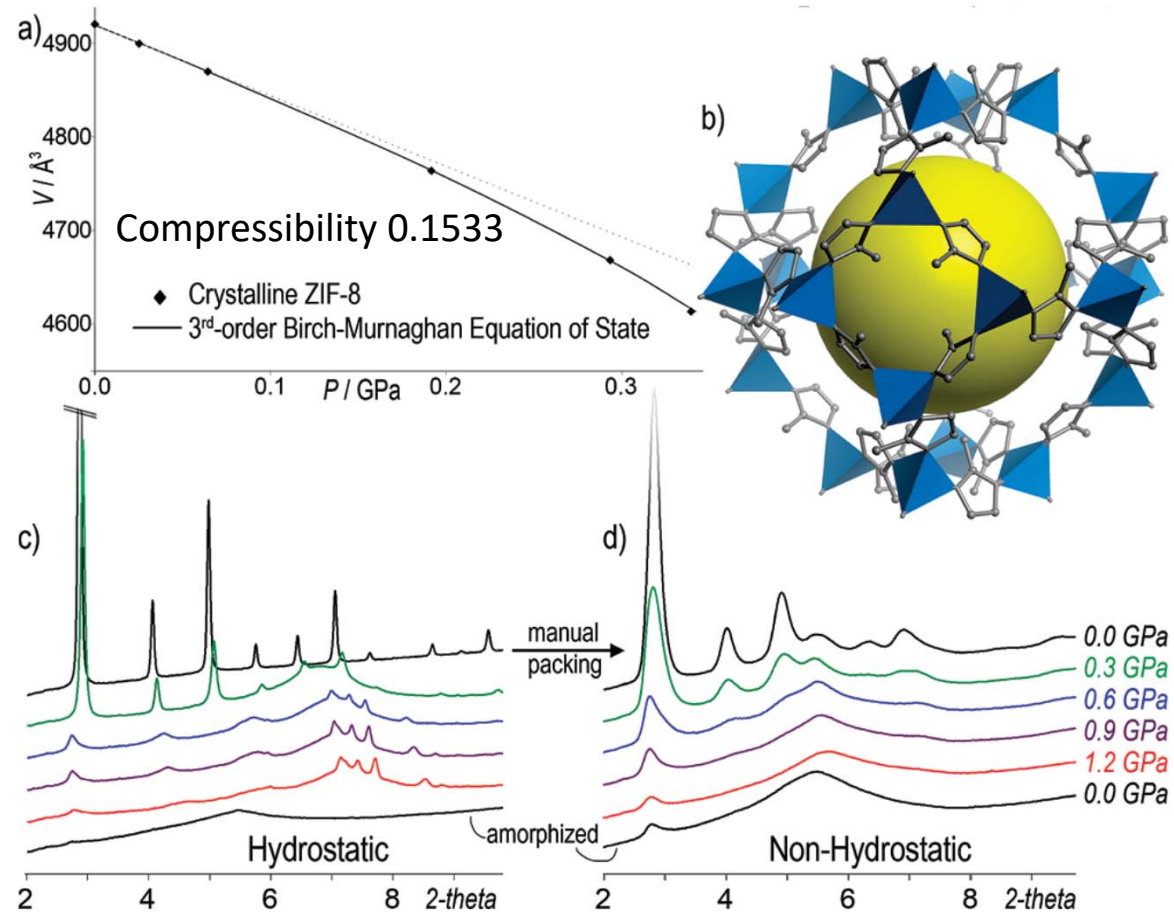 a)
4900
4800
4700
4600
V / Å³
Compressibility 0.1533
Crystalline ZIF-8
3rd-order Birch-Murnaghan Equation of State
0.0
0.1
0.2
0.3
P / GPa
b)
c)
d)
manual
packing
0.0 GPa
0.3 GPa
0.6 GPa
0.9 GPa
1.2 GPa
0.0 GPa
amorphized
Hydrostatic
Non-Hydrostatic
2 4 6 8 2-theta
2 4 6 8 2-theta